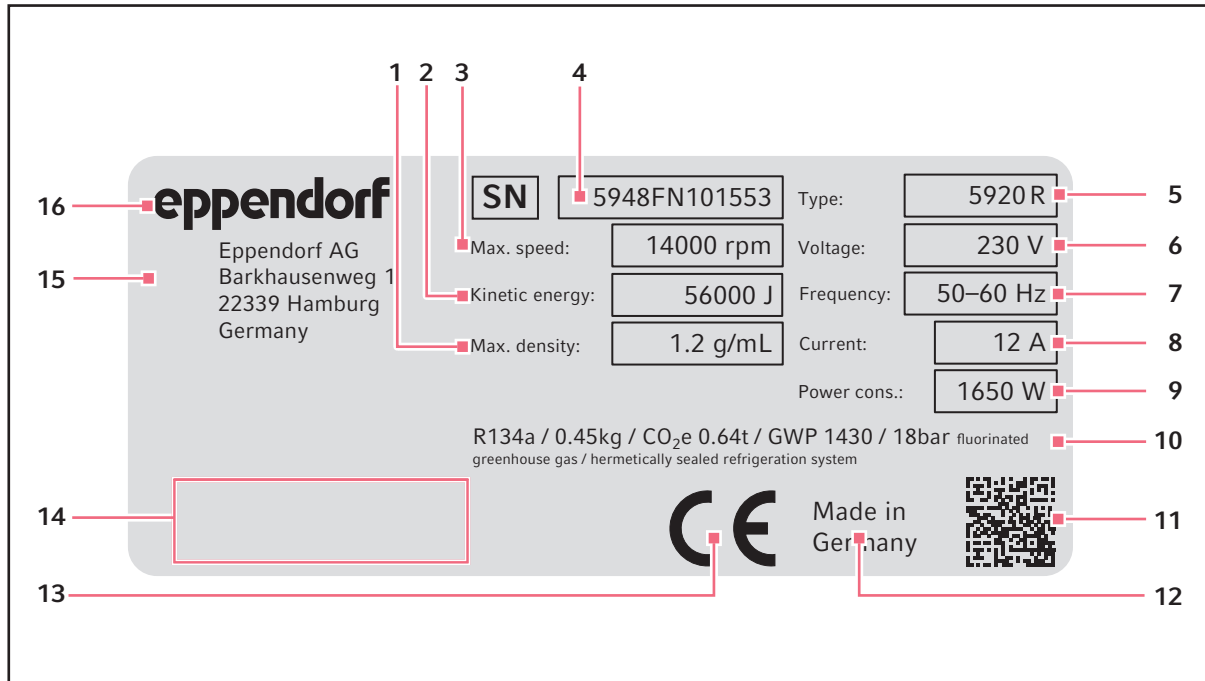 1 2 3 4
16 eppendorf SN 5948FN101553 Type: 5920 R 5
15 Eppendorf AG
Barkhausenweg 1
22339 Hamburg
Germany
Max. speed: 14000 rpm Voltage: 230 V 6
Kinetic energy: 56000 J Frequency: 50–60 Hz 7
Max. density: 1.2 g/mL Current: 12 A 8
Power cons.: 1650 W 9
R134a / 0.45kg / CO₂e 0.64t / GWP 1430 / 18bar fluorinated 10
greenhouse gas / hermetically sealed refrigeration system
14 CE Made in 11
Germany
13 12